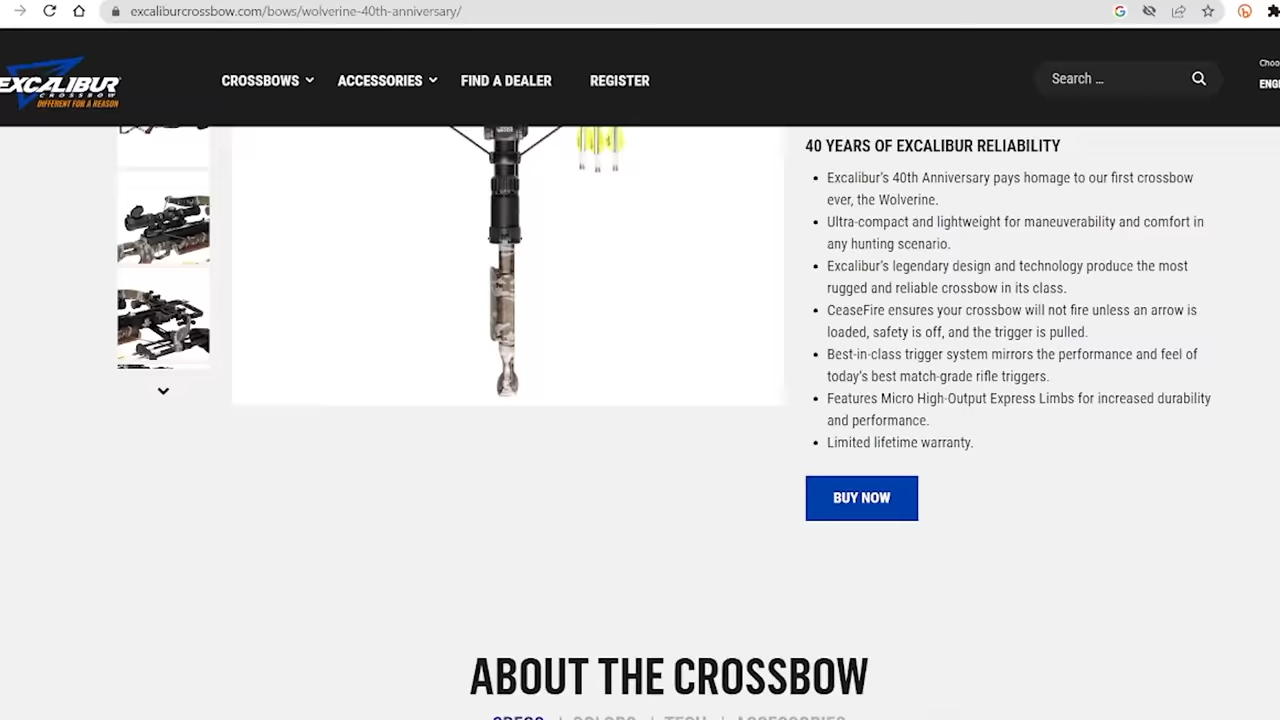 excaliburcrossbow.com/bows/wolverine-40th-anniversary/
EXCALIBUR
CROSSBOW
DIFFERENT FOR A REASON
CROSSBOWS
ACCESSORIES
FIND A DEALER
REGISTER
Search ...
Choo
ENG
40 YEARS OF EXCALIBUR RELIABILITY
• Excalibur's 40th Anniversary pays homage to our first crossbow
ever, the Wolverine.
• Ultra-compact and lightweight for maneuverability and comfort in
any hunting scenario.
• Excalibur's legendary design and technology produce the most
rugged and reliable crossbow in its class.
• CeaseFire ensures your crossbow will not fire unless an arrow is
loaded, safety is off, and the trigger is pulled.
• Best-in-class trigger system mirrors the performance and feel of
today's best match-grade rifle triggers.
• Features Micro High-Output Express Limbs for increased durability
and performance.
• Limited lifetime warranty.
BUY NOW
ABOUT THE CROSSBOW
SPECS | COLORS | TECH | ACCESSORIES